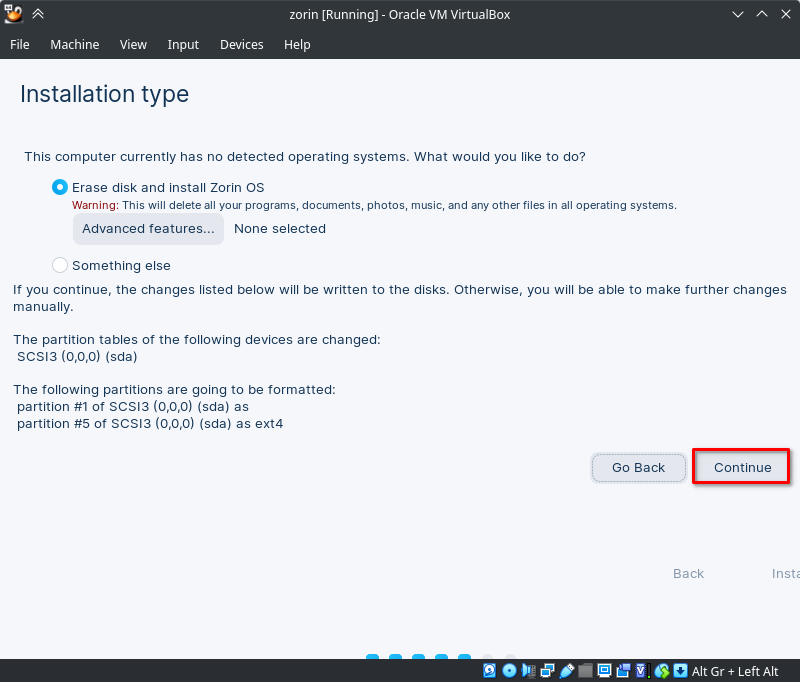 zorin [Running] - Oracle VM VirtualBox
File Machine View Input Devices Help
Installation type
This computer currently has no detected operating systems. What would you like to do?
Erase disk and install Zorin OS
Warning: This will delete all your programs, documents, photos, music, and any other files in all operating systems.
Advanced features... None selected
Something else
If you continue, the changes listed below will be written to the disks. Otherwise, you will be able to make further changes
manually.
The partition tables of the following devices are changed:
SCSI3 (0,0,0) (sda)
The following partitions are going to be formatted:
partition #1 of SCSI3 (0,0,0) (sda) as
partition #5 of SCSI3 (0,0,0) (sda) as ext4
Go Back Continue
Back Insta
Alt Gr + Left Alt